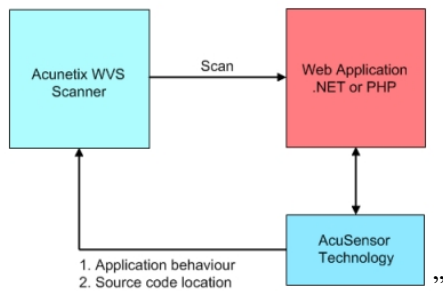 Acunetix WVS
Scanner
Scan
Web Application
.NET or PHP
AcuSensor
Technology
1. Application behaviour
2. Source code location
”